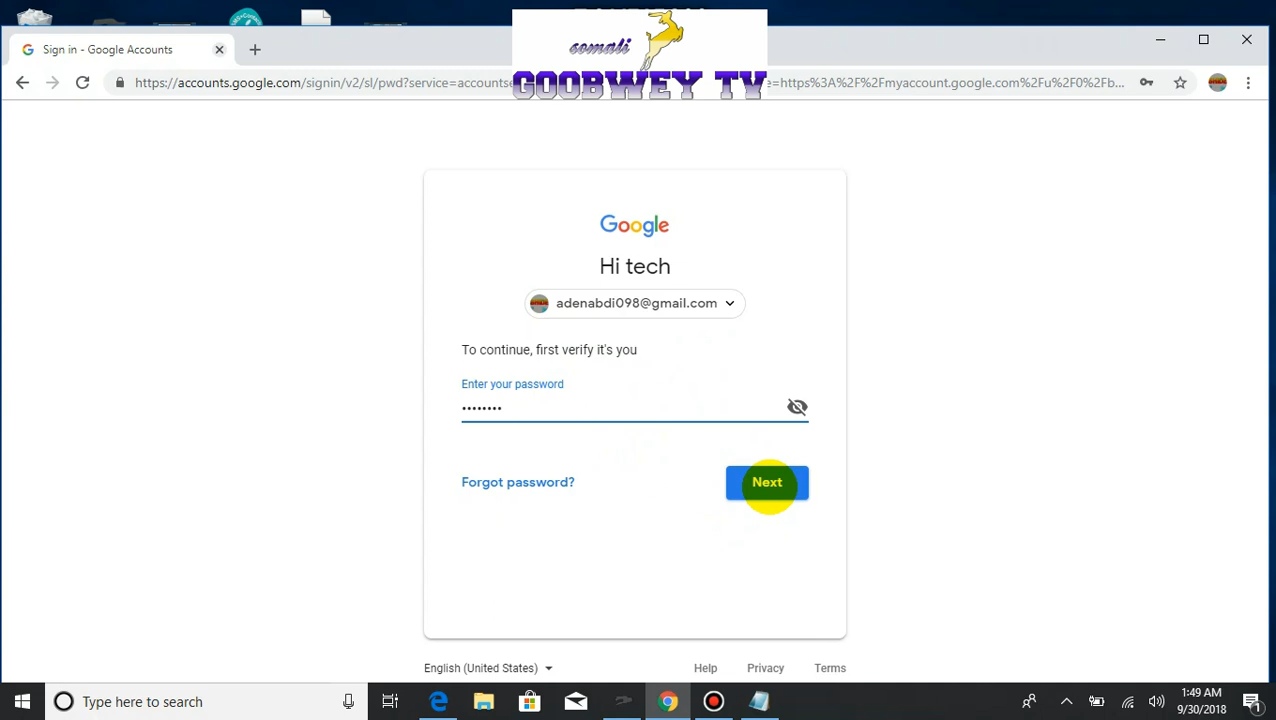 Sign in - Google Accounts
somali
GOOBWEY TV
https://accounts.google.com/signin/v2/sl/pwd?service=accounts
=https%3A%2F%2Fmyaccount.google.com%2Fu%2F0%2Fb...
Google
Hi tech
adenabdi098@gmail.com
To continue, first verify it's you
Enter your password
••••••••
Forgot password?
Next
English (United States)
Help
Privacy
Terms
Type here to search
1:49 AM
9/30/2018
1